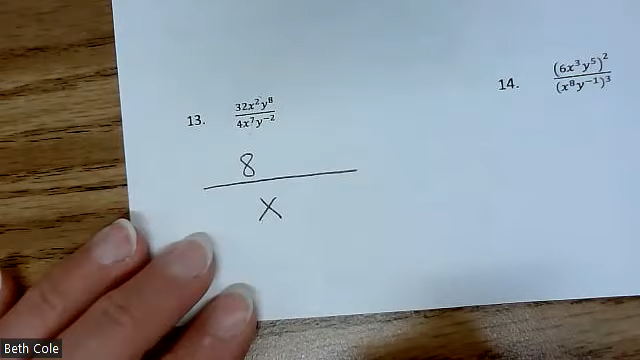 13. 32x²y⁸
4x⁷y⁻²
14. (6x³y⁵)²
(x⁸y⁻¹)³
8
x
Beth Cole